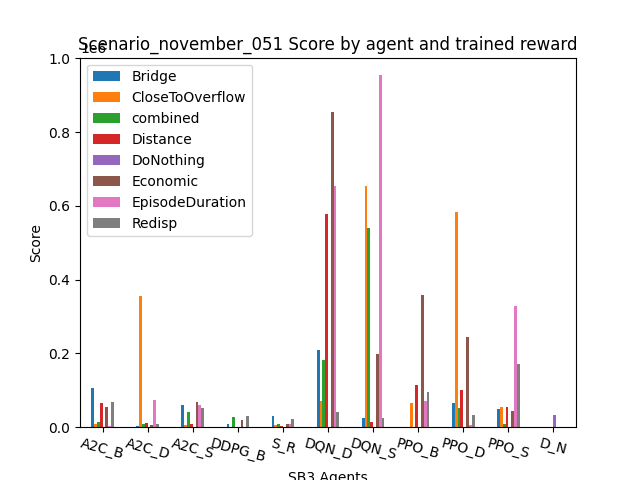 Scenario_november_051 Score by agent and trained reward
1e6
1.0
0.8
0.6
0.4
0.2
0.0
Score
Bridge
CloseToOverflow
combined
Distance
DoNothing
Economic
EpisodeDuration
Redisp
A2C_B
A2C_D
A2C_S
DDPG_B
S_R
DQN_D
DQN_S
PPO_B
PPO_D
PPO_S
D_N
SB3 Agents